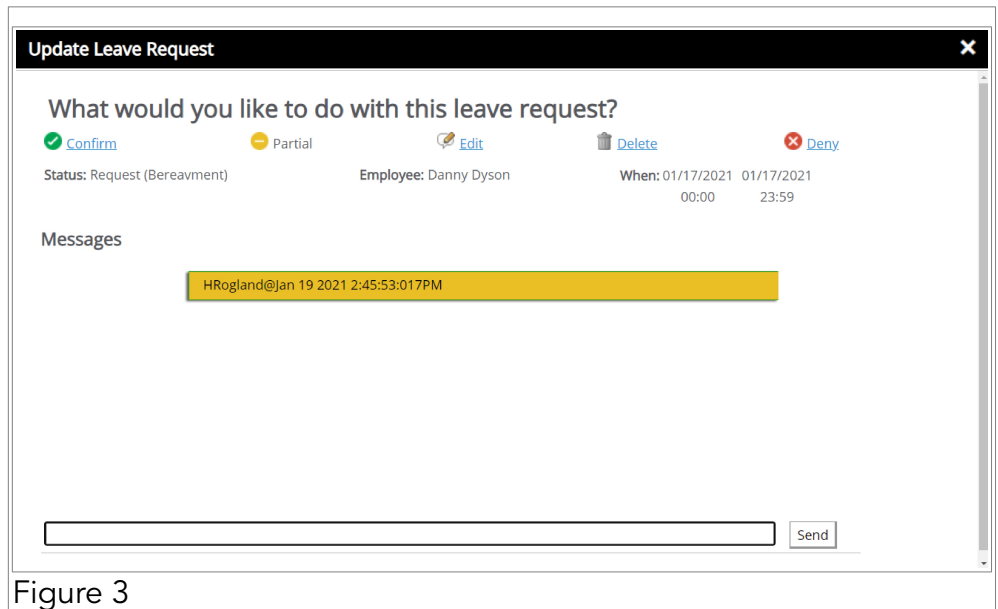 Update Leave Request
What would you like to do with this leave request?
Confirm Partial Edit Delete Deny
Status: Request (Bereavment) Employee: Danny Dyson When: 01/17/2021 01/17/2021
00:00 23:59
Messages
HRogland@Jan 19 2021 2:45:53:017PM
Send
Figure 3